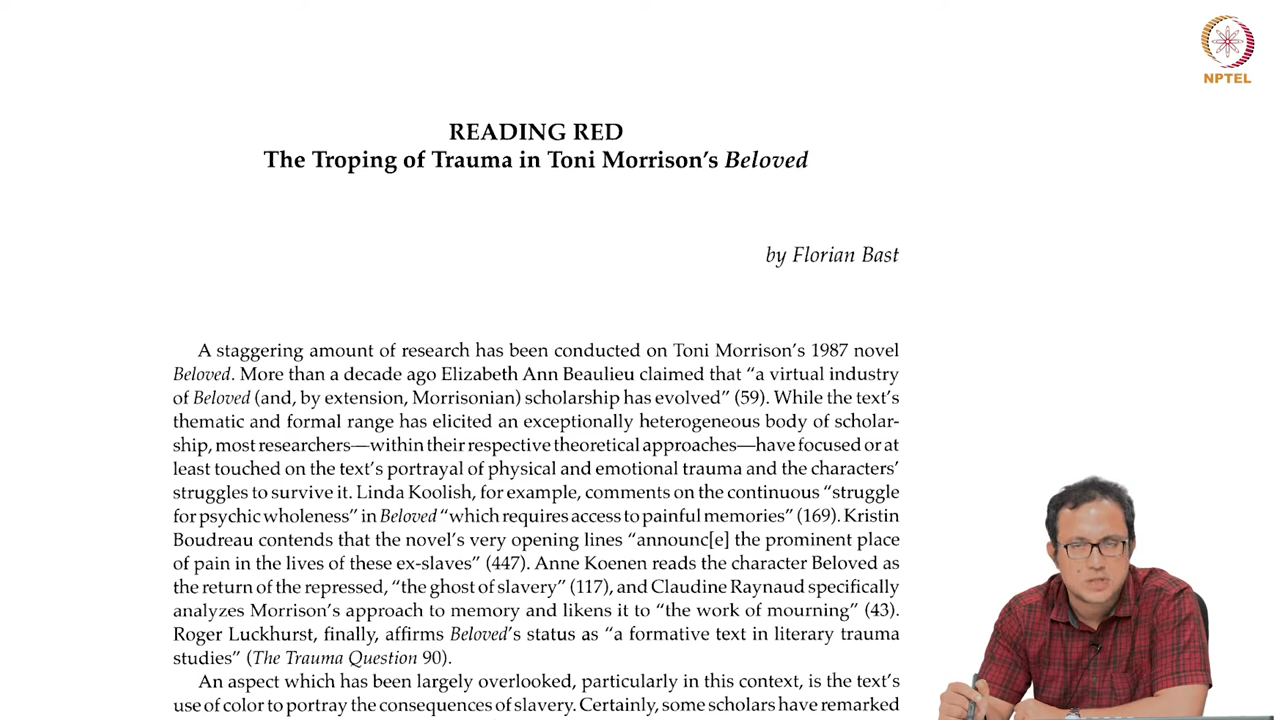 NPTEL
READING RED
The Troping of Trauma in Toni Morrison's Beloved
by Florian Bast
A staggering amount of research has been conducted on Toni Morrison's 1987 novel
Beloved. More than a decade ago Elizabeth Ann Beaulieu claimed that “a virtual industry
of Beloved (and, by extension, Morrisonian) scholarship has evolved” (59). While the text's
thematic and formal range has elicited an exceptionally heterogeneous body of scholar-
ship, most researchers—within their respective theoretical approaches—have focused or at
least touched on the text's portrayal of physical and emotional trauma and the characters'
struggles to survive it. Linda Koolish, for example, comments on the continuous “struggle
for psychic wholeness” in Beloved “which requires access to painful memories” (169). Kristin
Boudreau contends that the novel's very opening lines “announc[e] the prominent place
of pain in the lives of these ex-slaves” (447). Anne Koenen reads the character Beloved as
the return of the repressed, “the ghost of slavery” (117), and Claudine Raynaud specifically
analyzes Morrison's approach to memory and likens it to “the work of mourning” (43).
Roger Luckhurst, finally, affirms Beloved's status as “a formative text in literary trauma
studies” (The Trauma Question 90).
An aspect which has been largely overlooked, particularly in this context, is the text's
use of color to portray the consequences of slavery. Certainly, some scholars have remarked